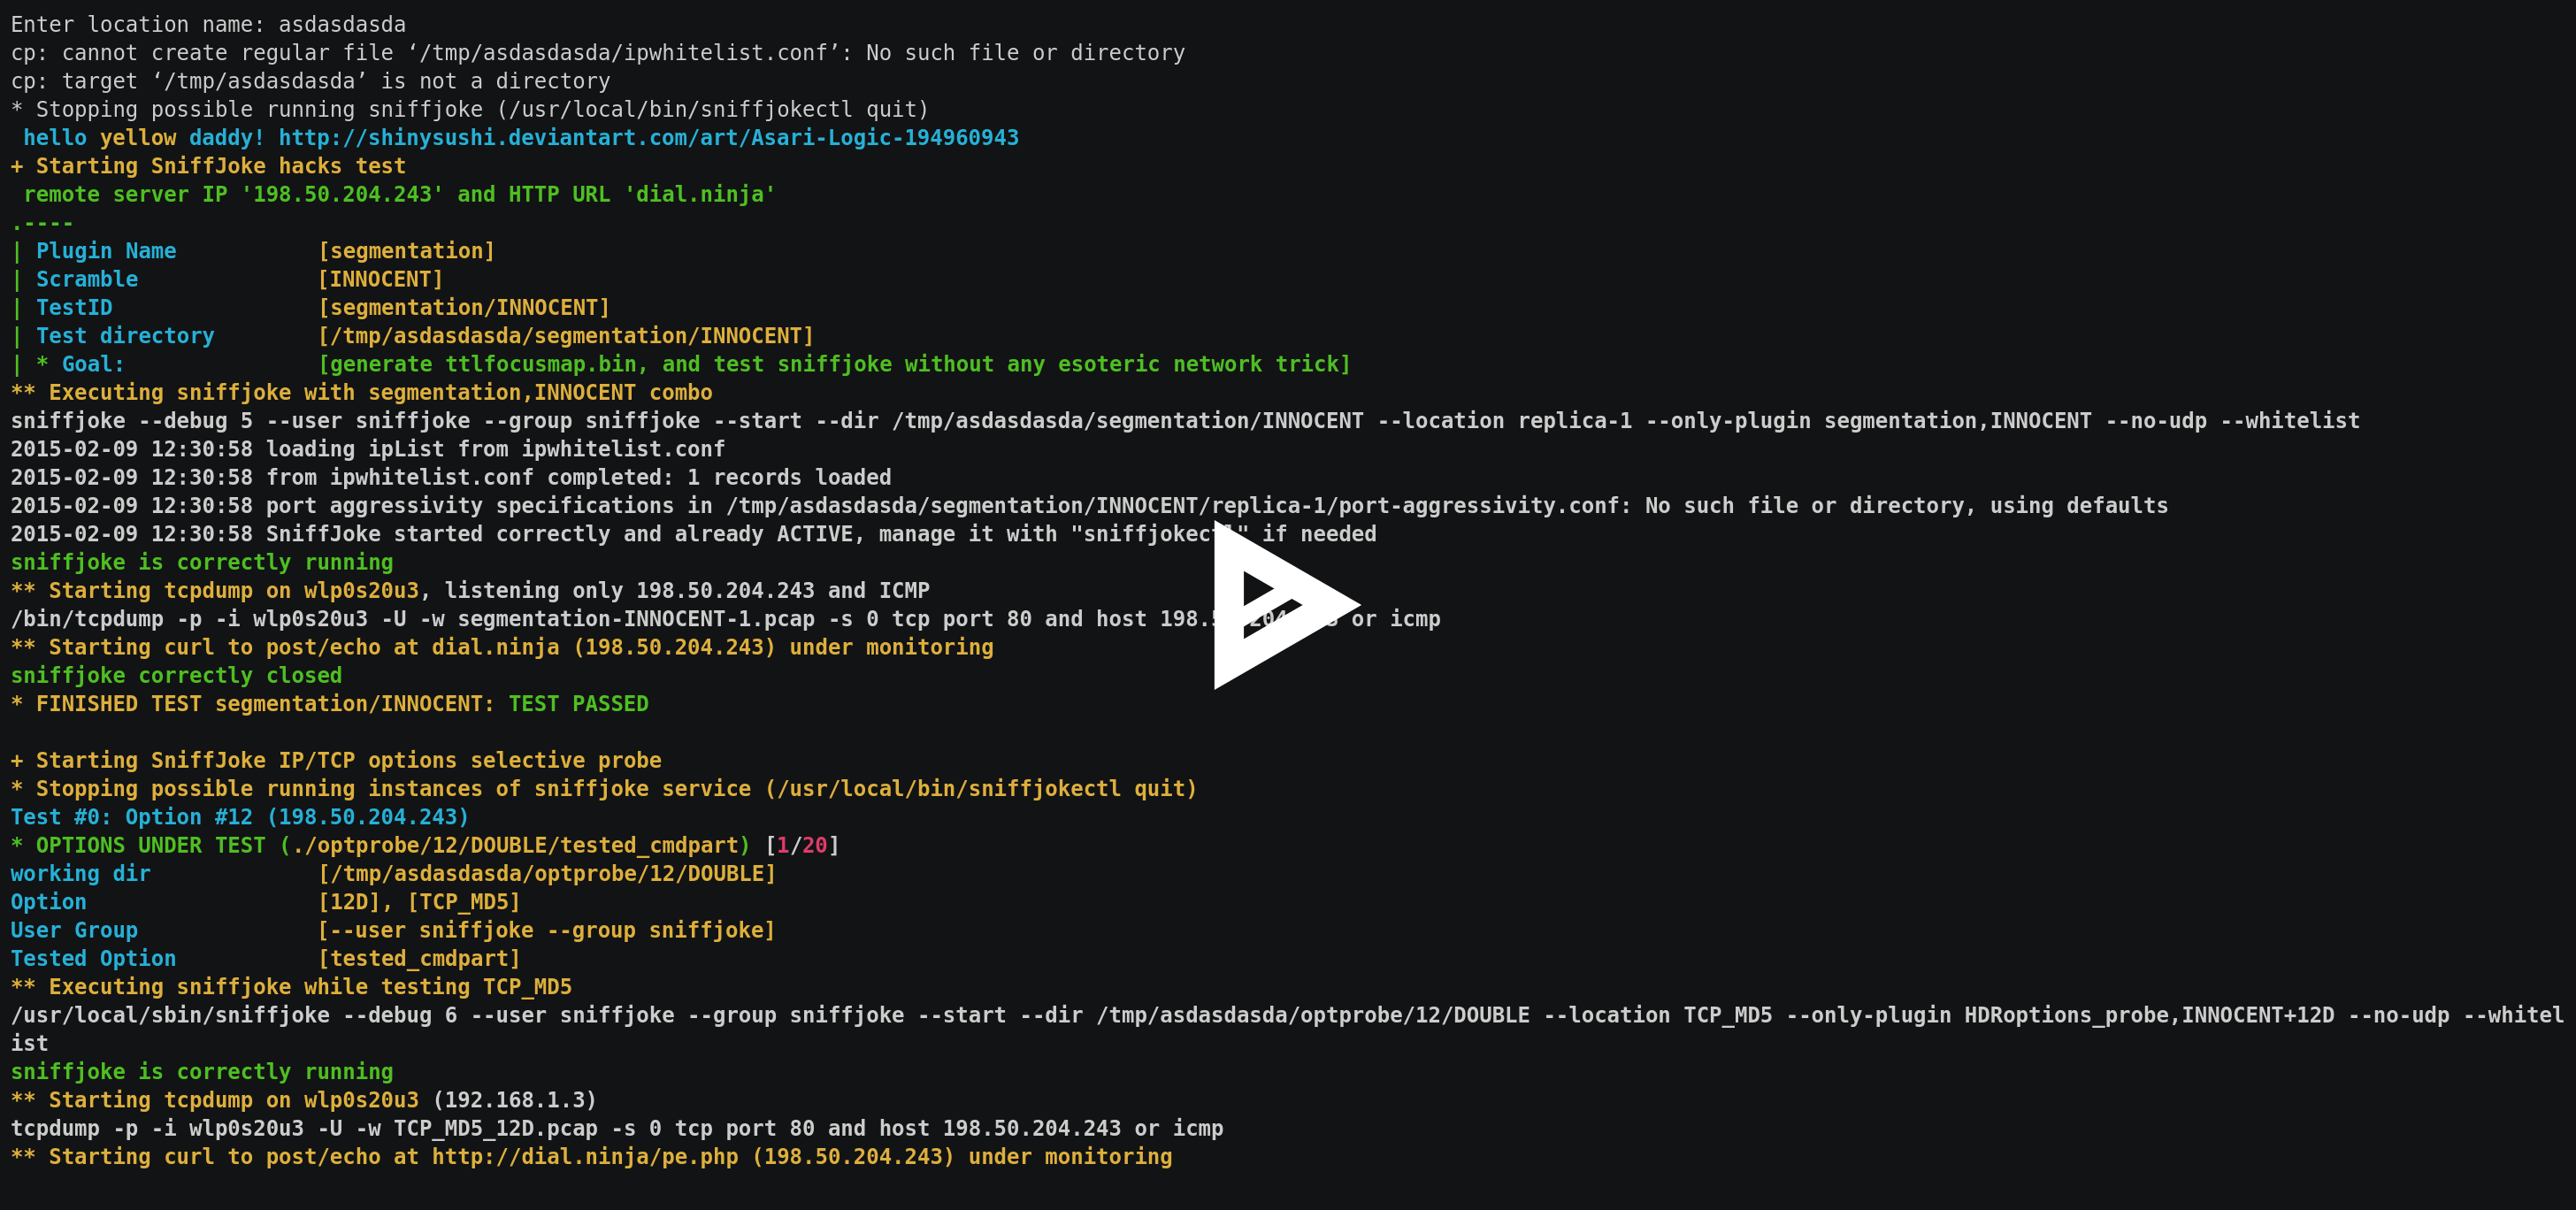 Enter location name: asdasdasda
cp: cannot create regular file ‘/tmp/asdasdasda/ipwhitelist.conf’: No such file or directory
cp: target ‘/tmp/asdasdasda’ is not a directory
* Stopping possible running sniffjoke (/usr/local/bin/sniffjokectl quit)
 hello yellow daddy! http://shinysushi.deviantart.com/art/Asari-Logic-194960943
+ Starting SniffJoke hacks test
 remote server IP '198.50.204.243' and HTTP URL 'dial.ninja'
.----
| Plugin Name           [segmentation]
| Scramble              [INNOCENT]
| TestID                [segmentation/INNOCENT]
| Test directory        [/tmp/asdasdasda/segmentation/INNOCENT]
| * Goal:               [generate ttlfocusmap.bin, and test sniffjoke without any esoteric network trick]
** Executing sniffjoke with segmentation,INNOCENT combo
sniffjoke --debug 5 --user sniffjoke --group sniffjoke --start --dir /tmp/asdasdasda/segmentation/INNOCENT --location replica-1 --only-plugin segmentation,INNOCENT --no-udp --whitelist
2015-02-09 12:30:58 loading ipList from ipwhitelist.conf
2015-02-09 12:30:58 from ipwhitelist.conf completed: 1 records loaded
2015-02-09 12:30:58 port aggressivity specifications in /tmp/asdasdasda/segmentation/INNOCENT/replica-1/port-aggressivity.conf: No such file or directory, using defaults
2015-02-09 12:30:58 SniffJoke started correctly and already ACTIVE, manage it with "sniffjokectl" if needed
sniffjoke is correctly running
** Starting tcpdump on wlp0s20u3, listening only 198.50.204.243 and ICMP
/bin/tcpdump -p -i wlp0s20u3 -U -w segmentation-INNOCENT-1.pcap -s 0 tcp port 80 and host or icmp
** Starting curl to post/echo at dial.ninja (198.50.204.243) under monitoring
sniffjoke correctly closed
* FINISHED TEST segmentation/INNOCENT: TEST PASSED
+ Starting SniffJoke IP/TCP options selective probe
* Stopping possible running instances of sniffjoke service (/usr/local/bin/sniffjokectl quit)
Test #0: Option #12 (198.50.204.243)
* OPTIONS UNDER TEST (./optprobe/12/DOUBLE/tested_cmdpart) [1/20]
working dir             [/tmp/asdasdasda/optprobe/12/DOUBLE]
Option                  [12D], [TCP_MD5]
User Group              [--user sniffjoke --group sniffjoke]
Tested Option           [tested_cmdpart]
** Executing sniffjoke while testing TCP_MD5
/usr/local/sbin/sniffjoke --debug 6 --user sniffjoke --group sniffjoke --start --dir /tmp/asdasdasda/optprobe/12/DOUBLE --location TCP_MD5 --only-plugin HDRoptions_probe,INNOCENT+12D --no-udp --whitel
ist
sniffjoke is correctly running
** Starting tcpdump on wlp0s20u3 (192.168.1.3)
tcpdump -p -i wlp0s20u3 -U -w TCP_MD5_12D.pcap -s 0 tcp port 80 and host 198.50.204.243 or icmp
** Starting curl to post/echo at http://dial.ninja/pe.php (198.50.204.243) under monitoring